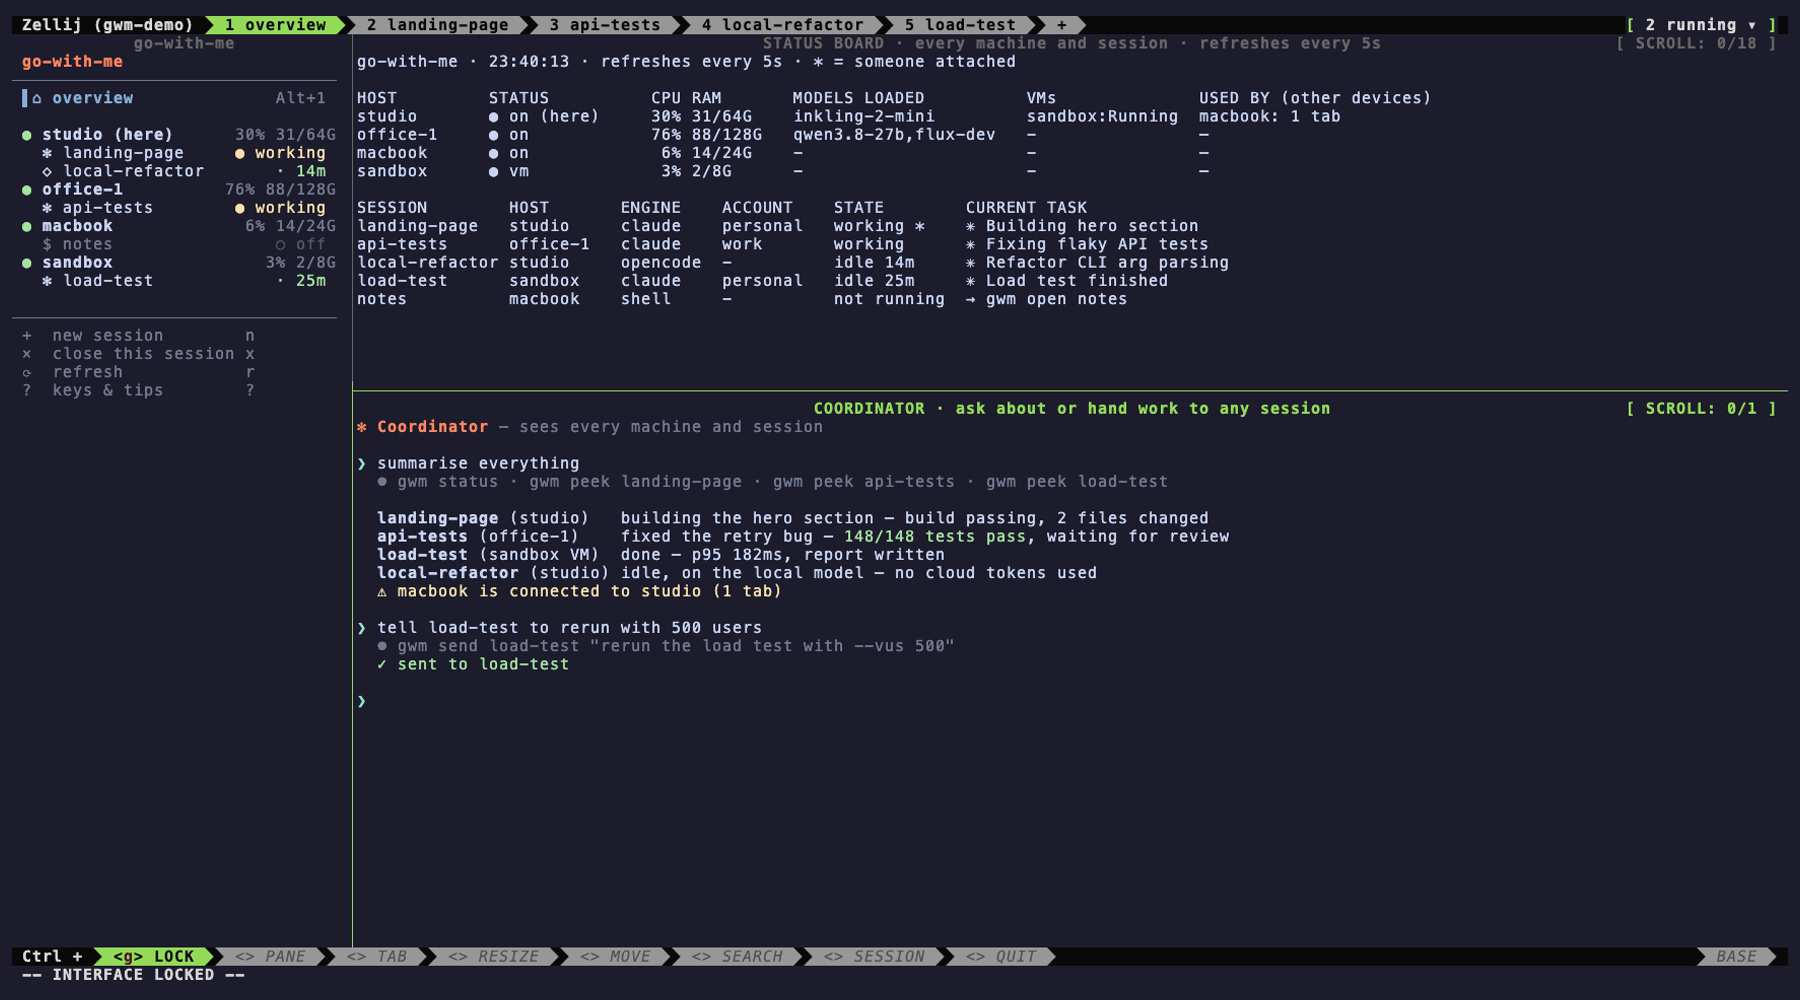 Zellij (gwm-demo) 1 overview 2 landing-page 3 api-tests 4 local-refactor 5 load-test + [ 2 running ▾ ]
go-with-me
go-with-me
⌂ overview Alt+1
● studio (here) 30% 31/64G
✻ landing-page ● working
◇ local-refactor · 14m
● office-1 76% 88/128G
✻ api-tests ● working
● macbook 6% 14/24G
$ notes ○ off
● sandbox 3% 2/8G
✻ load-test · 25m
+ new session n
× close this session x
⟳ refresh r
? keys & tips ?
STATUS BOARD · every machine and session · refreshes every 5s [ SCROLL: 0/18 ]
go-with-me · 23:40:13 · refreshes every 5s · * = someone attached
HOST STATUS CPU RAM MODELS LOADED VMs USED BY (other devices)
studio ● on (here) 30% 31/64G inkling-2-mini sandbox:Running macbook: 1 tab
office-1 ● on 76% 88/128G qwen3.8-27b,flux-dev – –
macbook ● on 6% 14/24G – – –
sandbox ● vm 3% 2/8G – – –
SESSION HOST ENGINE ACCOUNT STATE CURRENT TASK
landing-page studio claude personal working * ✳ Building hero section
api-tests office-1 claude work working ✳ Fixing flaky API tests
local-refactor studio opencode – idle 14m ✳ Refactor CLI arg parsing
load-test sandbox claude personal idle 25m ✳ Load test finished
notes macbook shell – not running → gwm open notes
COORDINATOR · ask about or hand work to any session [ SCROLL: 0/1 ]
✻ Coordinator — sees every machine and session
❯ summarise everything
● gwm status · gwm peek landing-page · gwm peek api-tests · gwm peek load-test
landing-page (studio) building the hero section — build passing, 2 files changed
api-tests (office-1) fixed the retry bug — 148/148 tests pass, waiting for review
load-test (sandbox VM) done — p95 182ms, report written
local-refactor (studio) idle, on the local model — no cloud tokens used
⚠ macbook is connected to studio (1 tab)
❯ tell load-test to rerun with 500 users
● gwm send load-test "rerun the load test with --vus 500"
✓ sent to load-test
❯
Ctrl + <g> LOCK <> PANE <> TAB <> RESIZE <> MOVE <> SEARCH <> SESSION <> QUIT BASE
-- INTERFACE LOCKED --